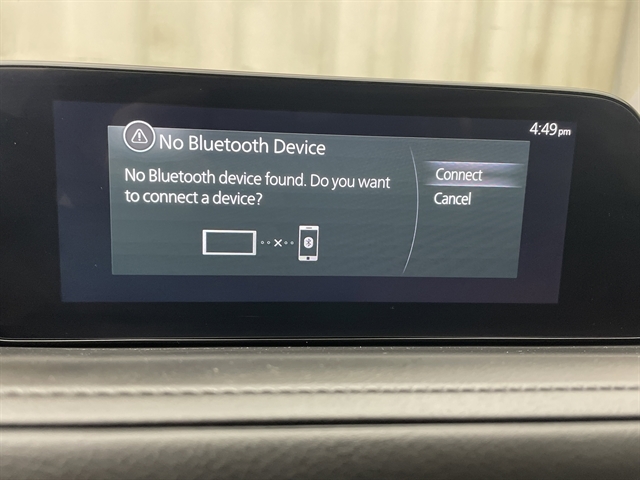 4:49pm
No Bluetooth Device
No Bluetooth device found. Do you want
to connect a device?
Connect
Cancel